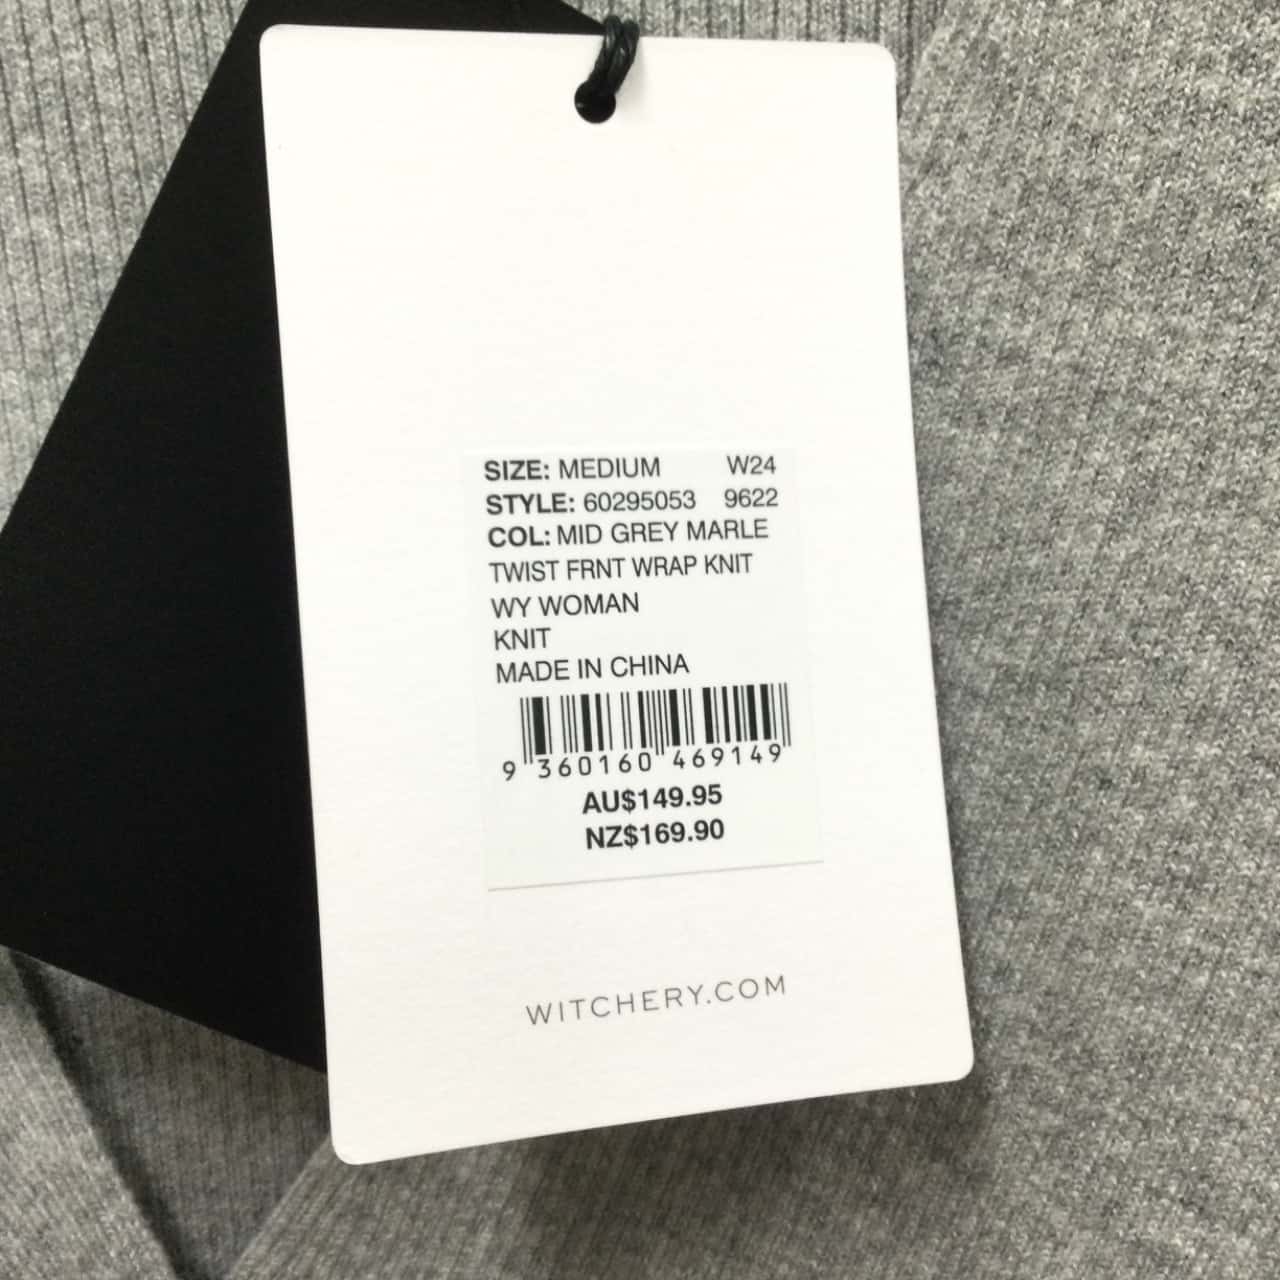 SIZE: MEDIUM W24
STYLE: 60295053 9622
COL: MID GREY MARLE
TWIST FRNT WRAP KNIT
WY WOMAN
KNIT
MADE IN CHINA
9 360160 469149
AU$149.95
NZ$169.90
WITCHERY.COM